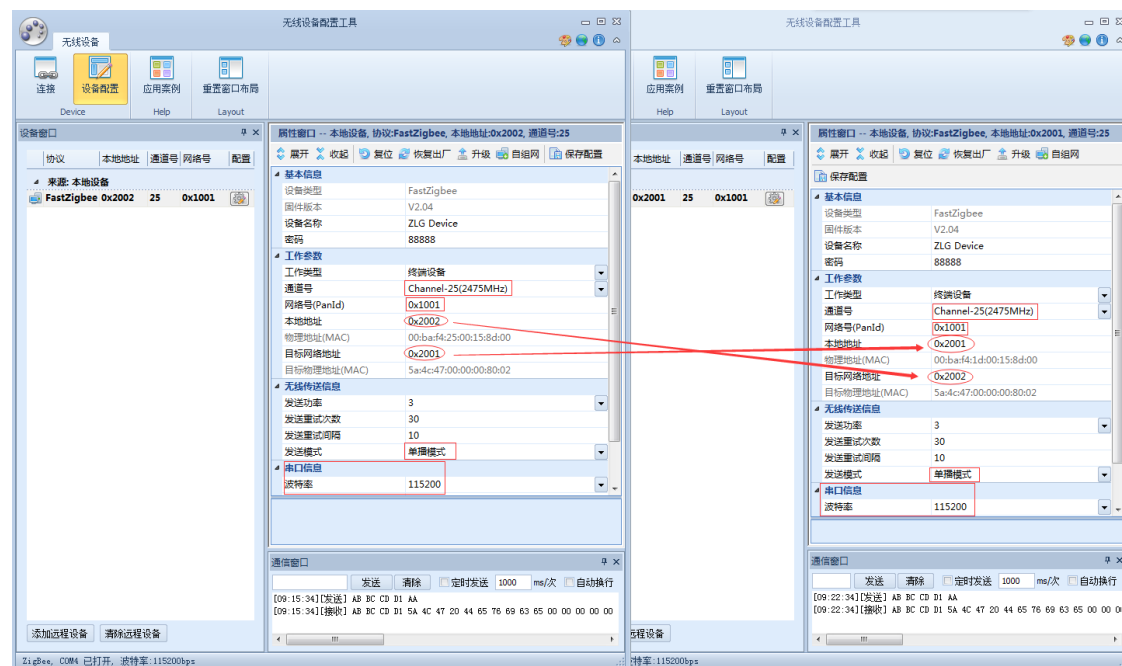 无线设备配置工具
无线设备
连接
设备配置
应用案例
重置窗口布局
Device
Help
Layout
设备窗口
协议 本地地址 通道号 网络号 配置
来源: 本地设备
FastZigbee 0x2002 25 0x1001
添加远程设备 清除远程设备
ZigBee, COM4 已打开, 波特率:115200bps
属性窗口 -- 本地设备, 协议:FastZigbee, 本地地址:0x2002, 通道号:25
展开 收起 复位 恢复出厂 升级 自组网 保存配置
基本信息
设备类型 FastZigbee
固件版本 V2.04
设备名称 ZLG Device
密码 88888
工作参数
工作类型 终端设备
通道号 Channel-25(2475MHz)
网络号(PanId) 0x1001
本地地址 0x2002
物理地址(MAC) 00:ba:f4:25:00:15:8d:00
目标网络地址 0x2001
目标物理地址(MAC) 5a:4c:47:00:00:00:80:02
无线传送信息
发送功率 3
发送重试次数 30
发送重试间隔 10
发送模式 单播模式
串口信息
波特率 115200
通信窗口
发送 清除 定时发送 1000 ms/次 自动换行
[09:15:34][发送] AB BC CD D1 AA
[09:15:34][接收] AB BC CD D1 5A 4C 47 20 44 65 76 69 63 65 00 00 00 00 00
无线设备配置工具
应用案例
重置窗口布局
Help
Layout
本地地址 通道号 网络号 配置
0x2001 25 0x1001
远程设备 清除远程设备
特率:115200bps
属性窗口 -- 本地设备, 协议:FastZigbee, 本地地址:0x2001, 通道号:25
展开 收起 复位 恢复出厂 升级 自组网
保存配置
基本信息
设备类型 FastZigbee
固件版本 V2.04
设备名称 ZLG Device
密码 88888
工作参数
工作类型 终端设备
通道号 Channel-25(2475MHz)
网络号(PanId) 0x1001
本地地址 0x2001
物理地址(MAC) 00:ba:f4:1d:00:15:8d:00
目标网络地址 0x2002
目标物理地址(MAC) 5a:4c:47:00:00:00:80:02
无线传送信息
发送功率 3
发送重试次数 30
发送重试间隔 10
发送模式 单播模式
串口信息
波特率 115200
通信窗口
发送 清除 定时发送 1000 ms/次 自动换行
[09:22:34][发送] AB BC CD D1 AA
[09:22:34][接收] AB BC CD D1 5A 4C 47 20 44 65 76 69 63 65 00 00 00